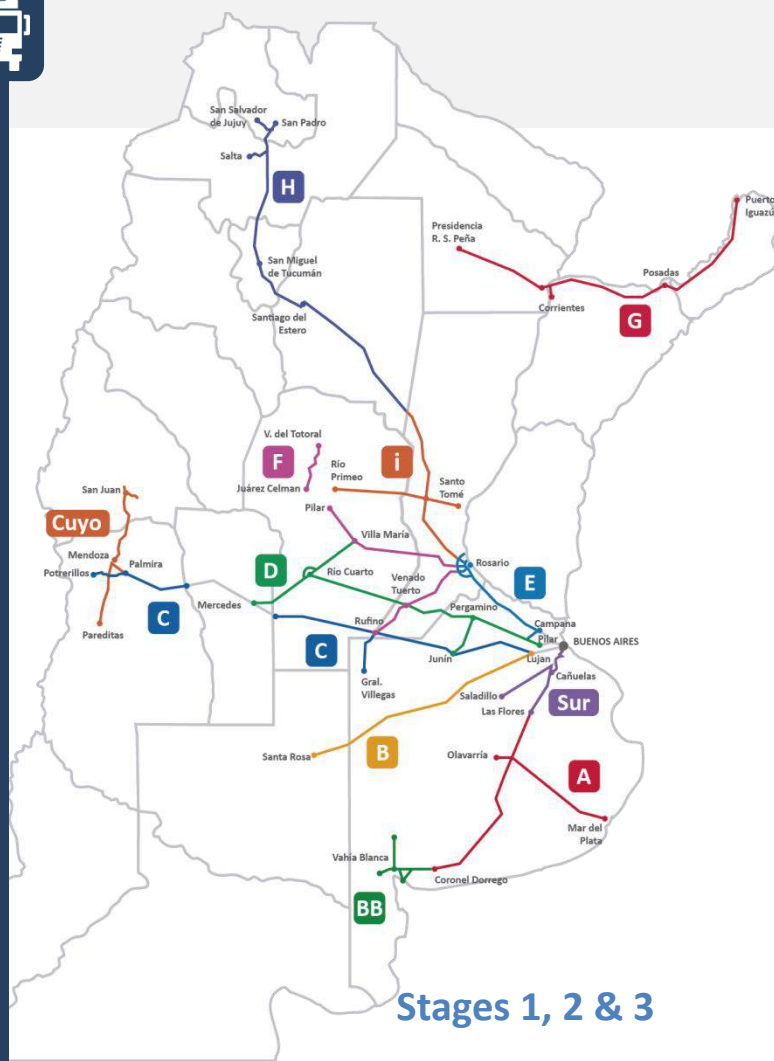 San Salvador
de Jujuy
San Padro
Salta
H
Puerto
Iguazú
Presidencia
R. S. Peña
San Miguel
de Tucumán
Posadas
Santiago del
Estero
Corrientes
G
V. del Totoral
F
Río
Primeo
i
Juárez Celman
Santo
Tomé
San Juan
Pilar
Cuyo
Villa María
Mendoza
Palmira
Rosario
Potrerillos
D
Río Cuarto
Venado
Tuerto
E
Mercedes
Pergamino
C
Rufino
Campana
Pareditas
Pilar
BUENOS AIRES
C
Junín
Lujan
Gral.
Villegas
Cañuelas
Saladillo
Sur
Las Flores
Santa Rosa
B
Olavarría
A
Mar del
Plata
Vahía Blanca
Coronel Dorrego
BB
Stages 1, 2 & 3